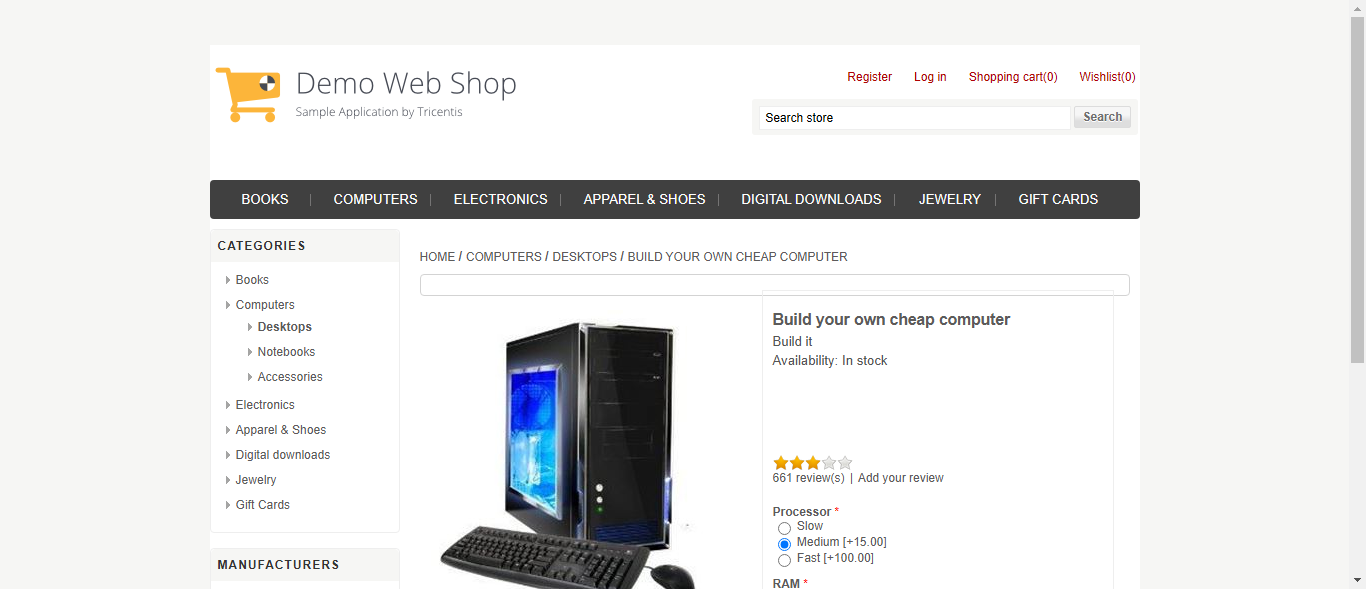 Demo Web Shop
Sample Application by Tricentis
Register Log in Shopping cart(0) Wishlist(0)
Search store Search
BOOKS | COMPUTERS | ELECTRONICS | APPAREL & SHOES | DIGITAL DOWNLOADS | JEWELRY | GIFT CARDS
CATEGORIES
Books
Computers
Desktops
Notebooks
Accessories
Electronics
Apparel & Shoes
Digital downloads
Jewelry
Gift Cards
MANUFACTURERS
HOME / COMPUTERS / DESKTOPS / BUILD YOUR OWN CHEAP COMPUTER
Build your own cheap computer
Build it
Availability: In stock
661 review(s) | Add your review
Processor *
Slow
Medium [+15.00]
Fast [+100.00]
RAM *